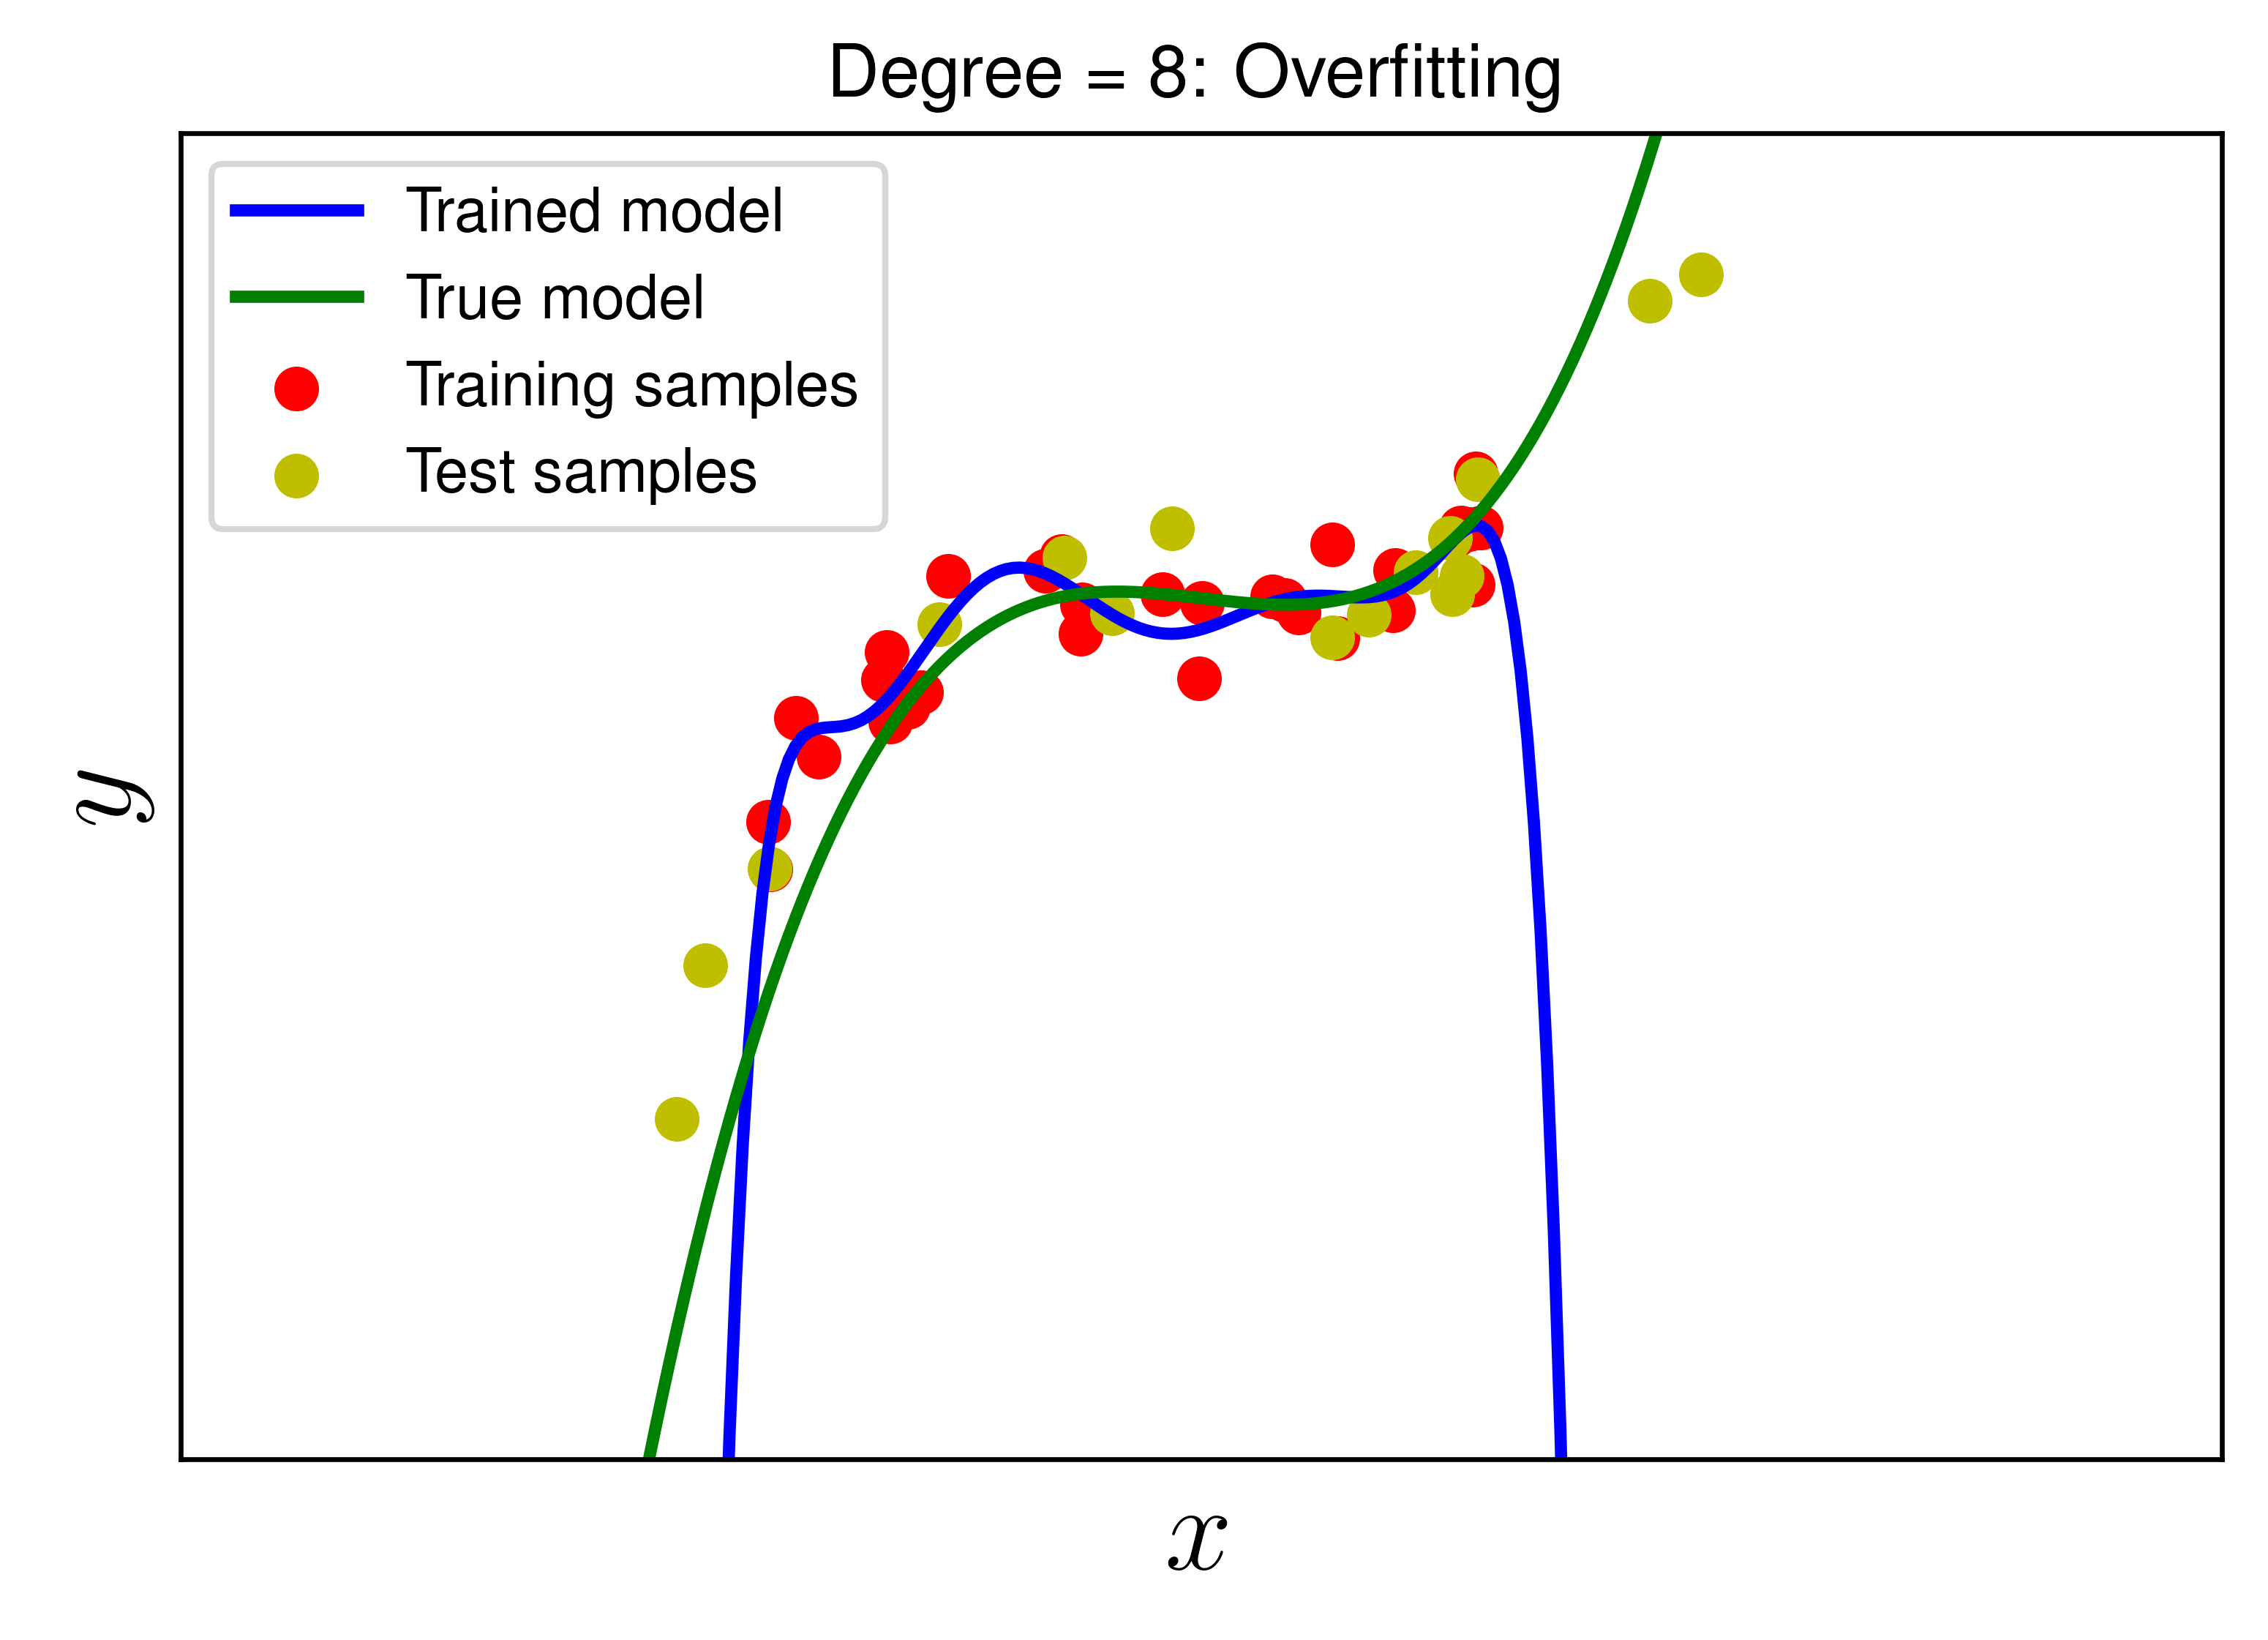 Degree = 8: Overfitting
Trained model
True model
Training samples
Test samples
y
x